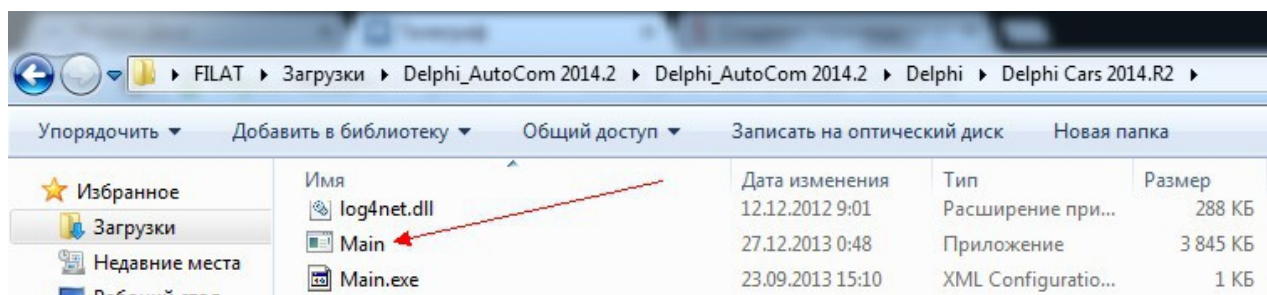 FILAT Загрузки Delphi_AutoCom 2014.2 Delphi_AutoCom 2014.2 Delphi Delphi Cars 2014.R2
Упорядочить Добавить в библиотеку Общий доступ Записать на оптический диск Новая папка
Избранное
Загрузки
Недавние места
Имя Дата изменения Тип Размер
log4net.dll 12.12.2012 9:01 Расширение при... 288 КБ
Main 27.12.2013 0:48 Приложение 3 845 КБ
Main.exe 23.09.2013 15:10 XML Configuratio... 1 КБ